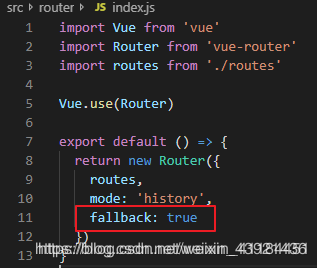 src > router > JS index.js
1 import Vue from 'vue'
2 import Router from 'vue-router'
3 import routes from './routes'
4
5 Vue.use(Router)
6
7 export default () => {
8 return new Router({
9 routes,
10 mode: 'history',
11 fallback: true
12 })
13 }
https://blog.csdn.net/weixin_43921436